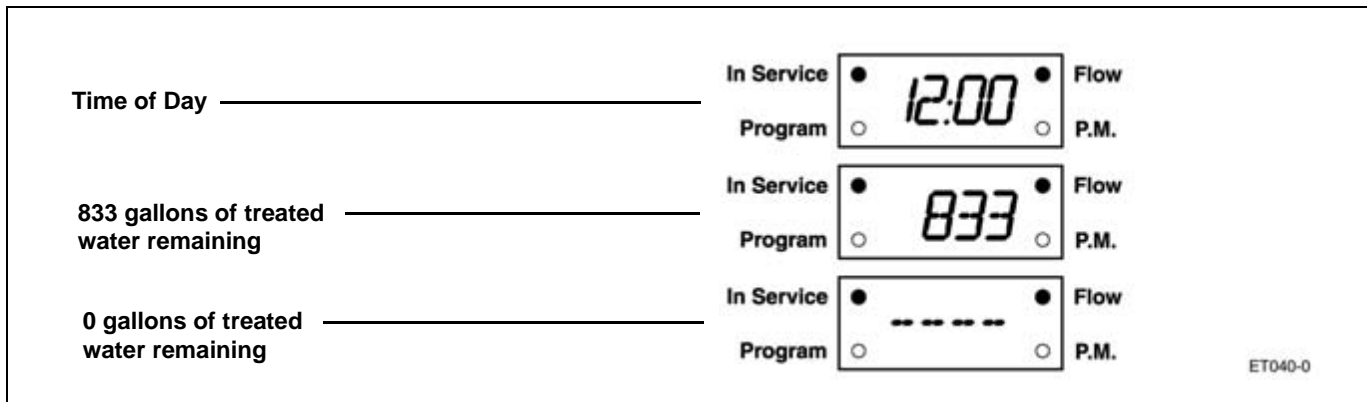 Time of Day
In Service
12:00
Flow
Program
P.M.
833 gallons of treated
water remaining
In Service
833
Flow
Program
P.M.
0 gallons of treated
water remaining
In Service
----
Flow
Program
P.M.
ET040-0